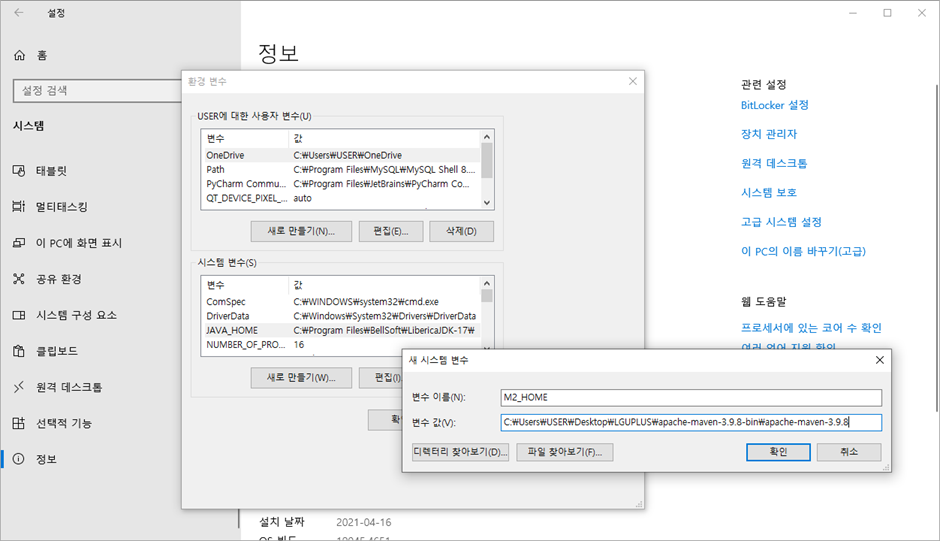 설정
홈
설정 검색
시스템
태블릿
멀티태스킹
이 PC에 화면 표시
공유 환경
시스템 구성 요소
클립보드
원격 데스크톱
선택적 기능
정보
정보
환경 변수
USER에 대한 사용자 변수(U)
변수 값
OneDrive C:₩Users₩USER₩OneDrive
Path C:₩Program Files₩MySQL₩MySQL Shell 8....
PyCharm Commu... C:₩Program Files₩JetBrains₩PyCharm Co...
QT_DEVICE_PIXEL_... auto
새로 만들기(N)... 편집(E)... 삭제(D)
시스템 변수(S)
변수 값
ComSpec C:₩WINDOWS₩system32₩cmd.exe
DriverData C:₩Windows₩System32₩Drivers₩DriverData
JAVA_HOME C:₩Program Files₩BellSoft₩LibericaJDK-17₩
NUMBER_OF_PRO... 16
새로 만들기(W)... 편집(I)
새 시스템 변수
변수 이름(N): M2_HOME
변수 값(V): C:₩Users₩USER₩Desktop₩LGUPLUS₩apache-maven-3.9.8-bin₩apache-maven-3.9.8
디렉터리 찾아보기(D)... 파일 찾아보기(F)... 확인 취소
설치 날짜 2021-04-16
관련 설정
BitLocker 설정
장치 관리자
원격 데스크톱
시스템 보호
고급 시스템 설정
이 PC의 이름 바꾸기(고급)
웹 도움말
프로세서에 있는 코어 수 확인
여러 언어 지원 확인